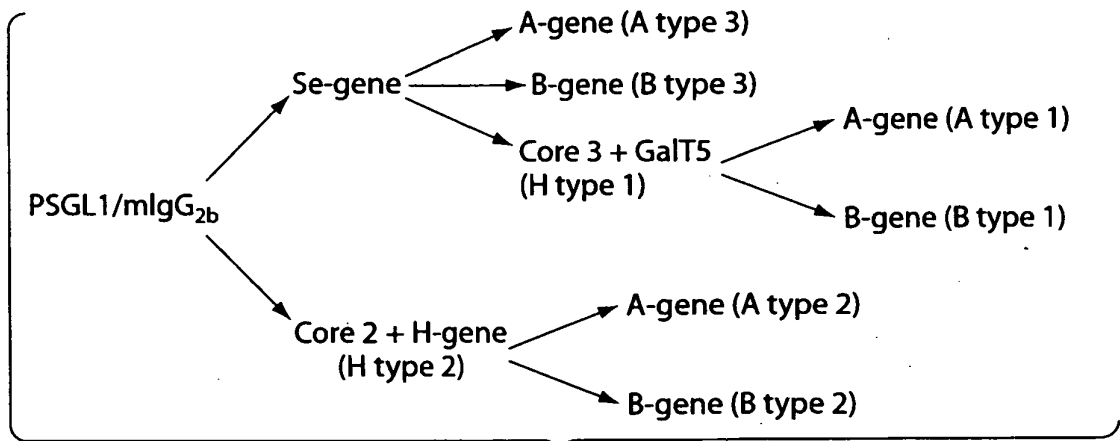 A-gene (A type 3)
Se-gene
B-gene (B type 3)
A-gene (A type 1)
Core 3 + GalT5
(H type 1)
PSGL1/mIgG2b
B-gene (B type 1)
A-gene (A type 2)
Core 2 + H-gene
(H type 2)
B-gene (B type 2)